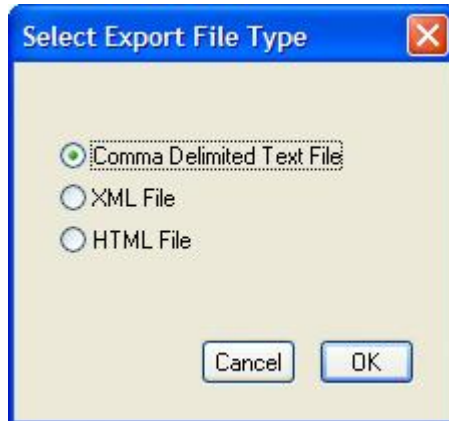 Select Export File Type
Comma Delimited Text File
XML File
HTML File
Cancel OK